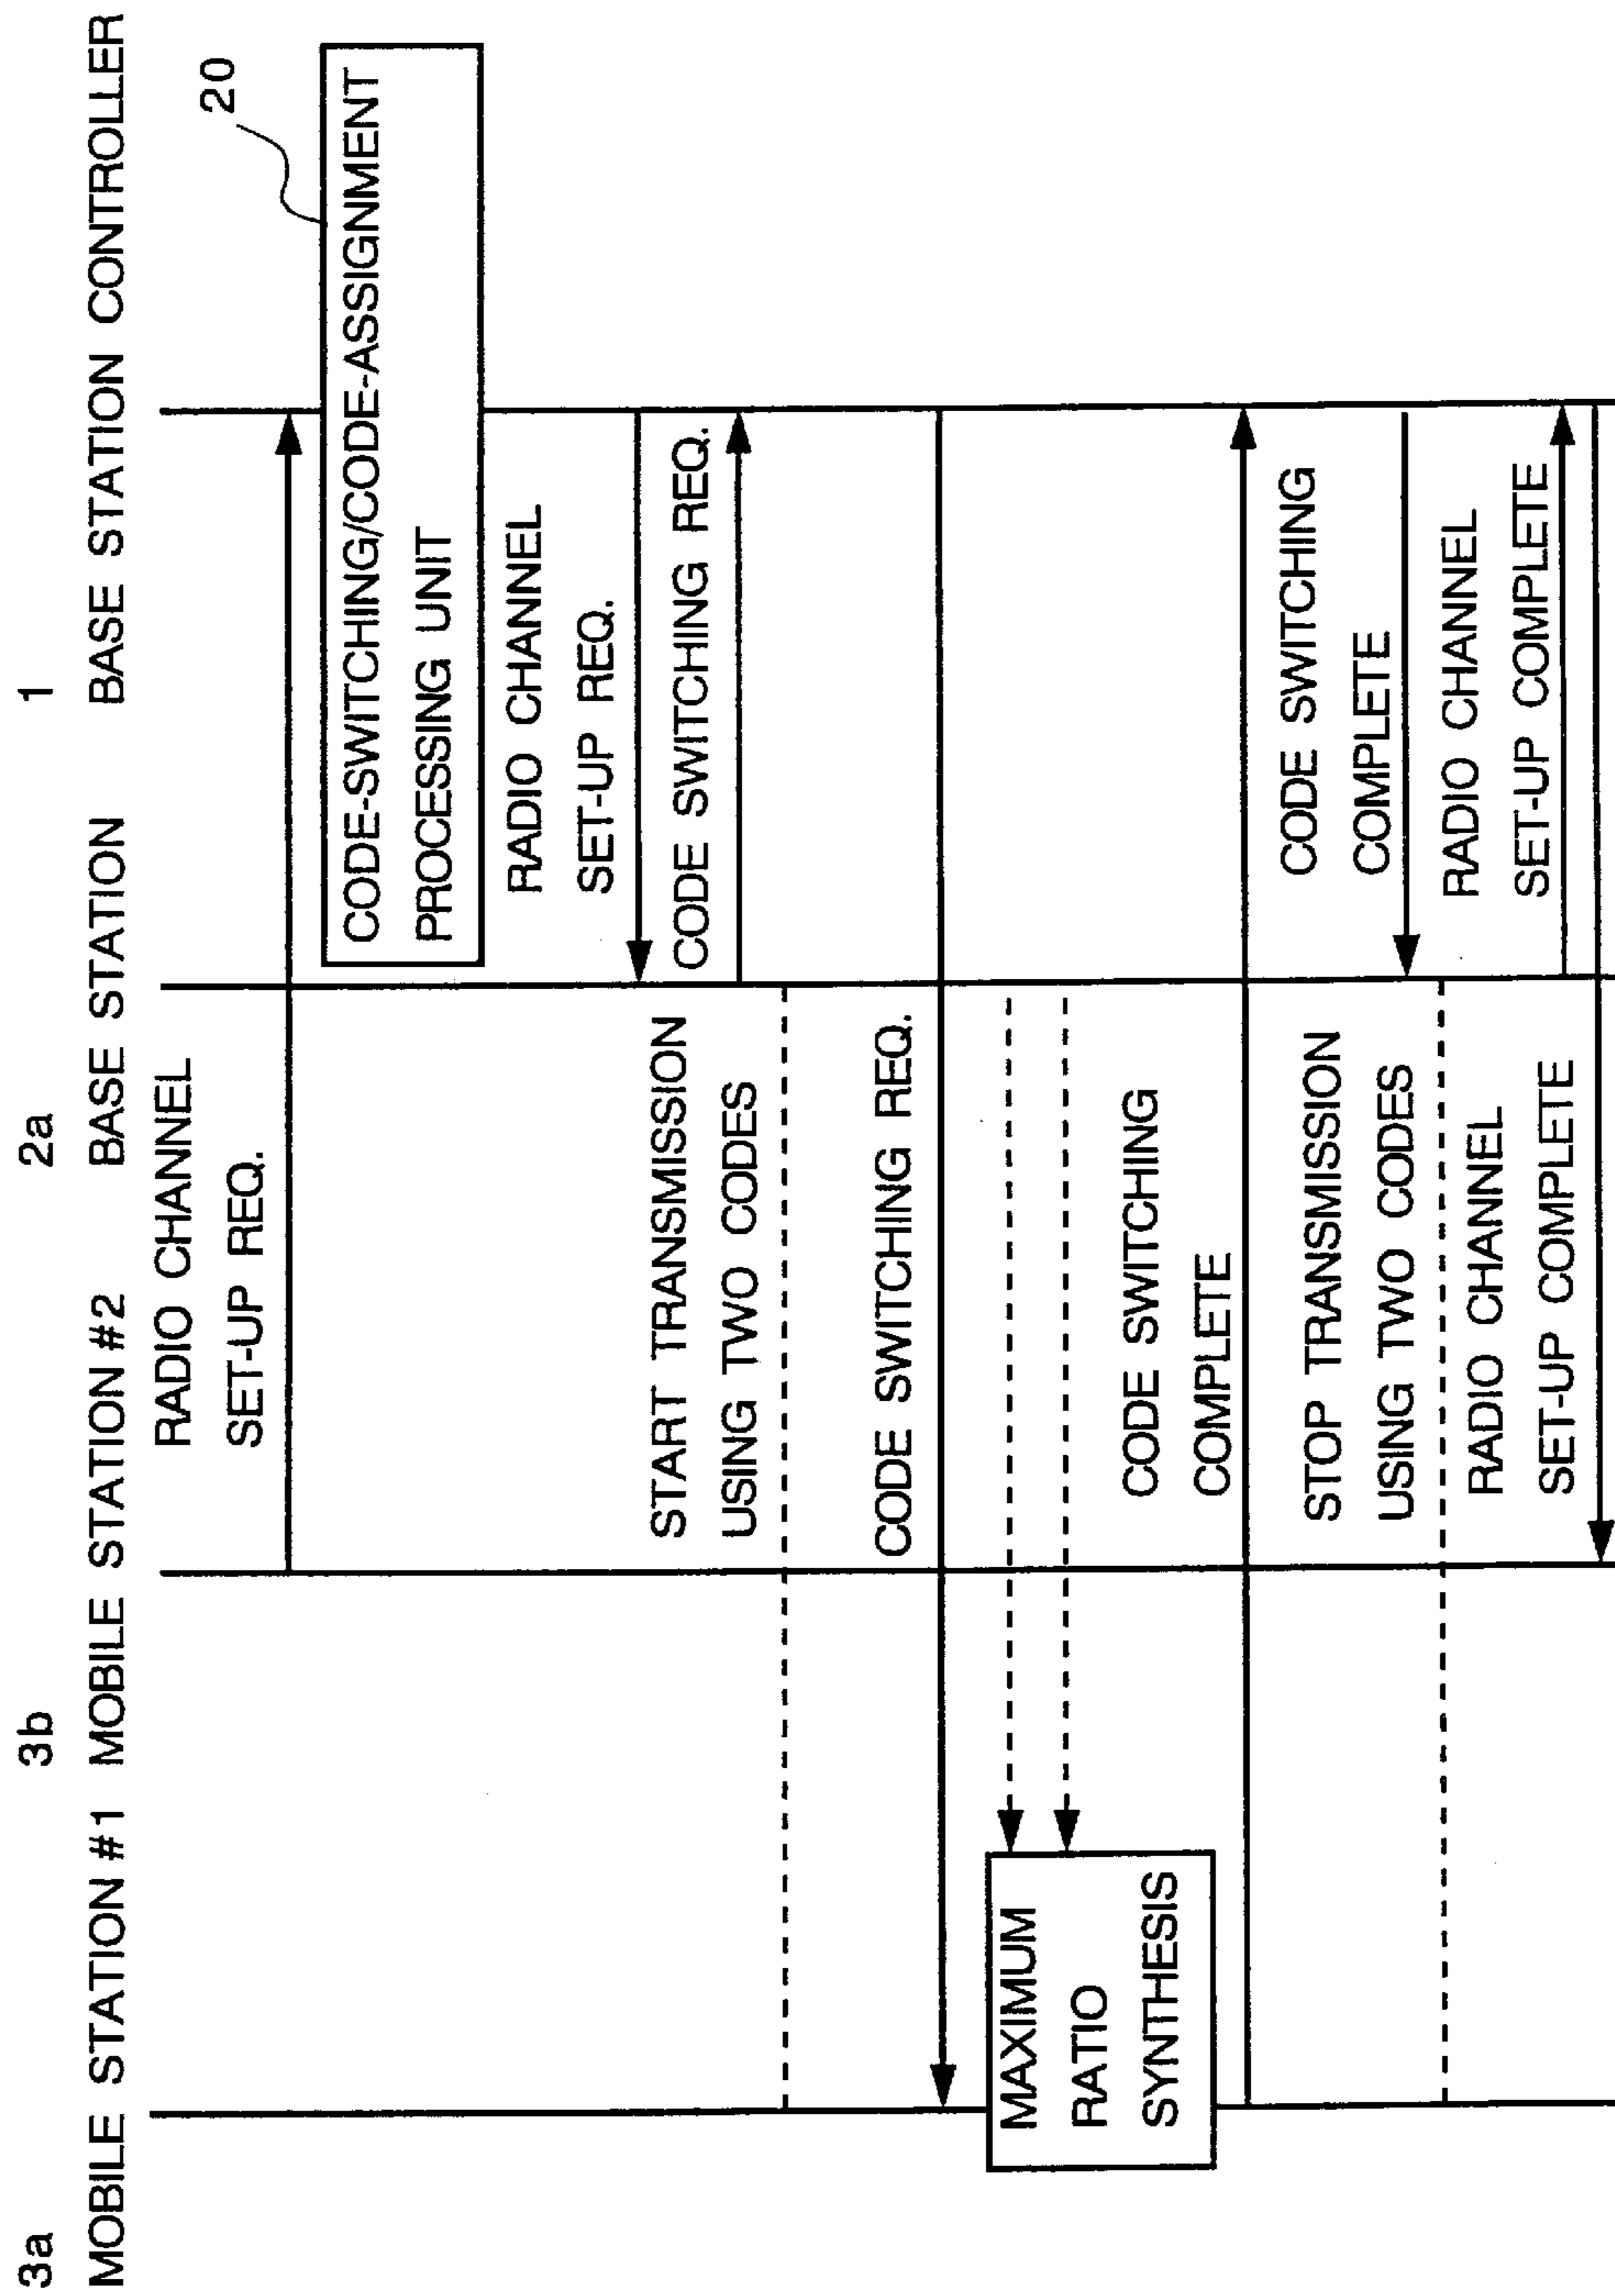 3a
3b
2a
1
MOBILE STATION #1
MOBILE STATION #2
BASE STATION
BASE STATION CONTROLLER
20
RADIO CHANNEL
SET-UP REQ.
CODE-SWITCHING/CODE-ASSIGNMENT
PROCESSING UNIT
RADIO CHANNEL
SET-UP REQ.
CODE SWITCHING REQ.
START TRANSMISSION
USING TWO CODES
CODE SWITCHING REQ.
MAXIMUM
RATIO
SYNTHESIS
CODE SWITCHING
COMPLETE
CODE SWITCHING
COMPLETE
STOP TRANSMISSION
USING TWO CODES
RADIO CHANNEL
SET-UP COMPLETE
RADIO CHANNEL
SET-UP COMPLETE